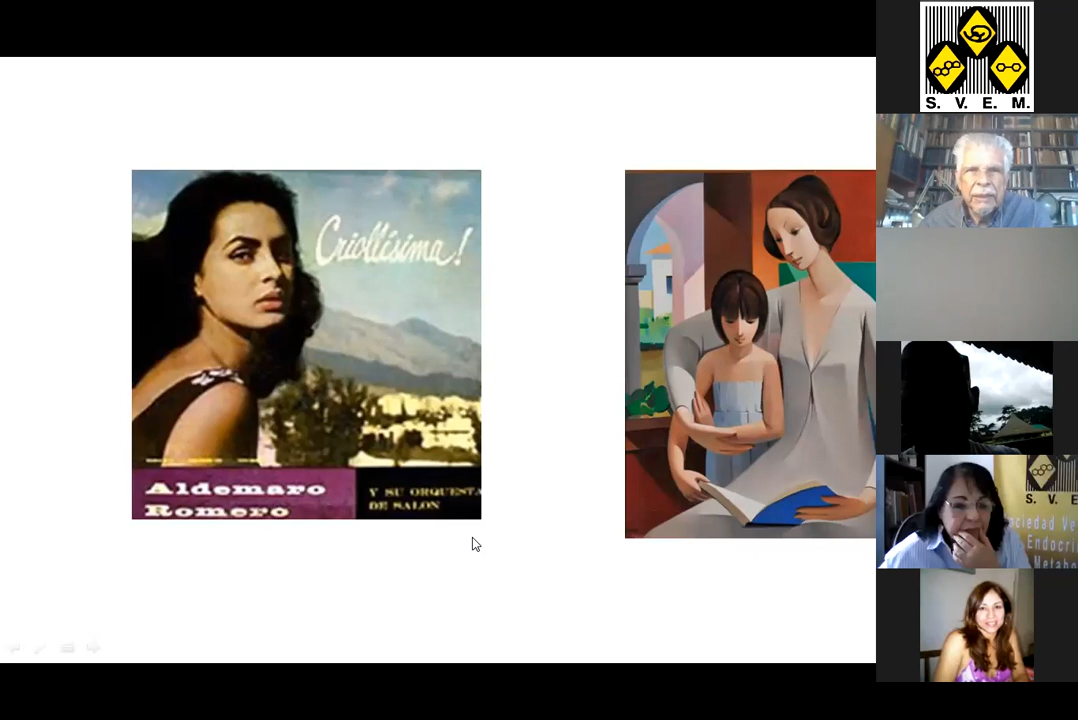 Criollísima!
Aldemaro
Romero
Y SU ORQUESTA
DE SALON
S. V. E. M.
S. V. E
ociedad Ve
Endocri
Metabo